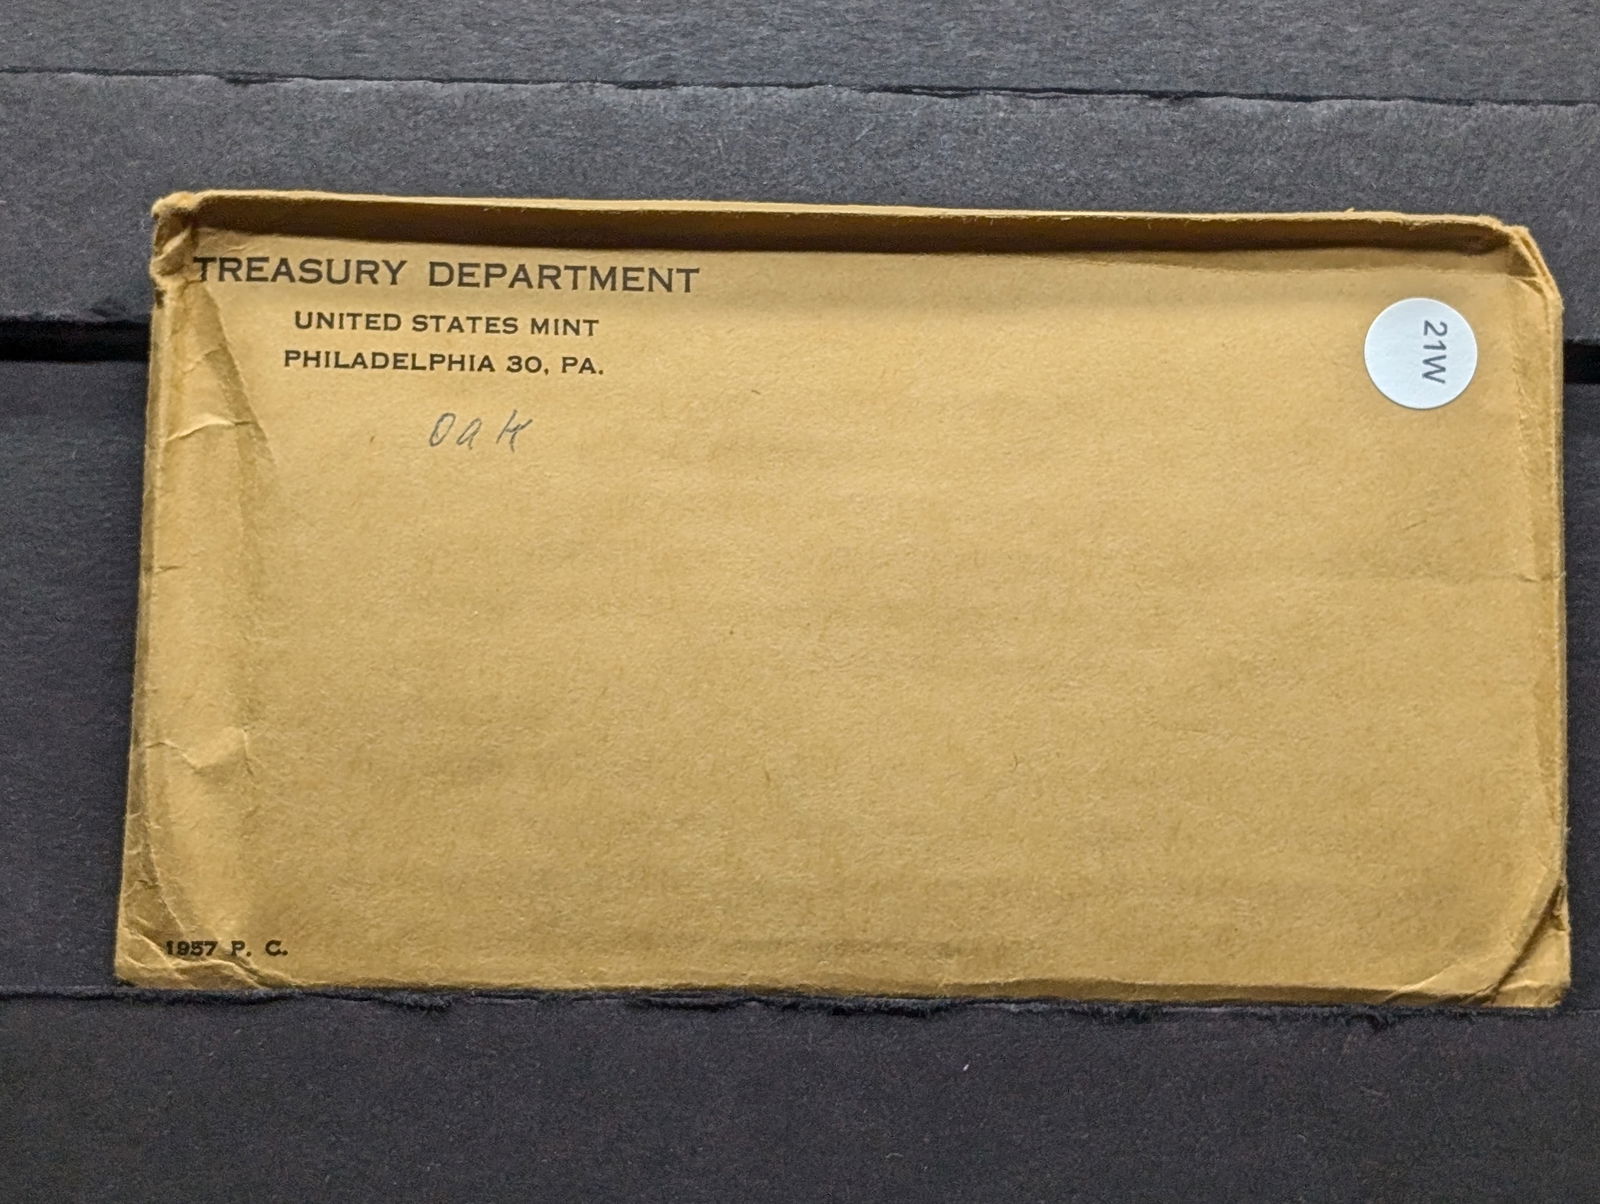 TREASURY DEPARTMENT
UNITED STATES MINT
PHILADELPHIA 30, PA.
Oak
21W
1957 P. C.